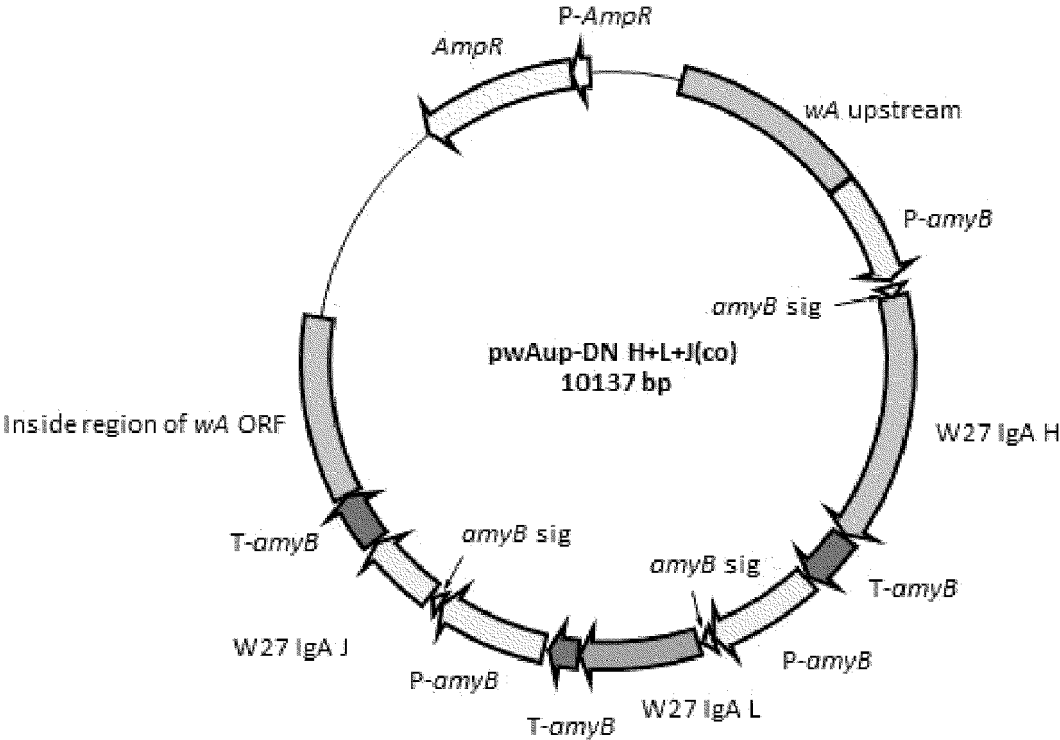 P-AmpR
AmpR
wA upstream
P-amyB
amyB sig
pwAup-DN H+L+J(co)
10137 bp
Inside region of wA ORF
W27 IgA H
T-amyB
amyB sig
amyB sig
T-amyB
W27 IgA J
P-amyB
P-amyB
W27 IgA L
T-amyB